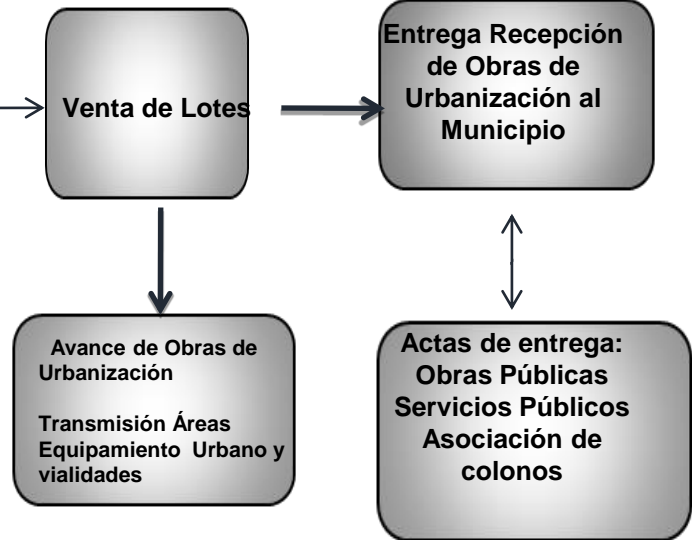 Venta de Lotes
Entrega Recepción
de Obras de
Urbanización al
Municipio
Avance de Obras de
Urbanización
Transmisión Áreas
Equipamiento Urbano y
vialidades
Actas de entrega:
Obras Públicas
Servicios Públicos
Asociación de
colonos